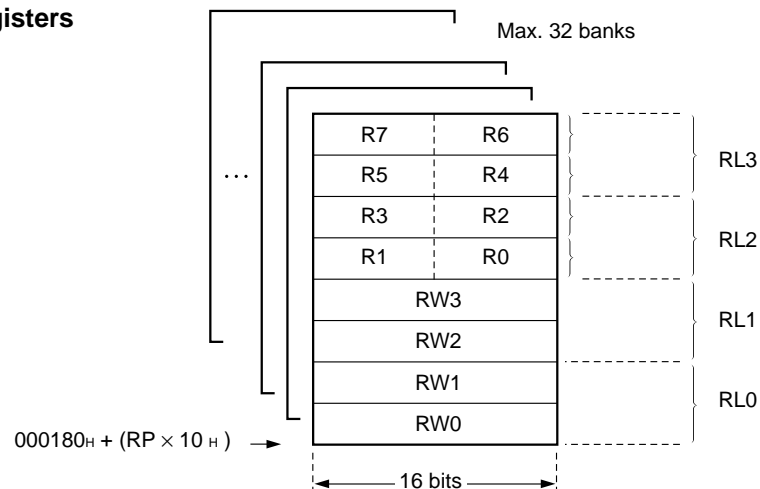 gisters
Max. 32 banks
R7 R6
RL3
R5 R4
...
R3 R2
RL2
R1 R0
RW3
RL1
RW2
RW1
RL0
RW0
000180H + (RP × 10 H )
16 bits